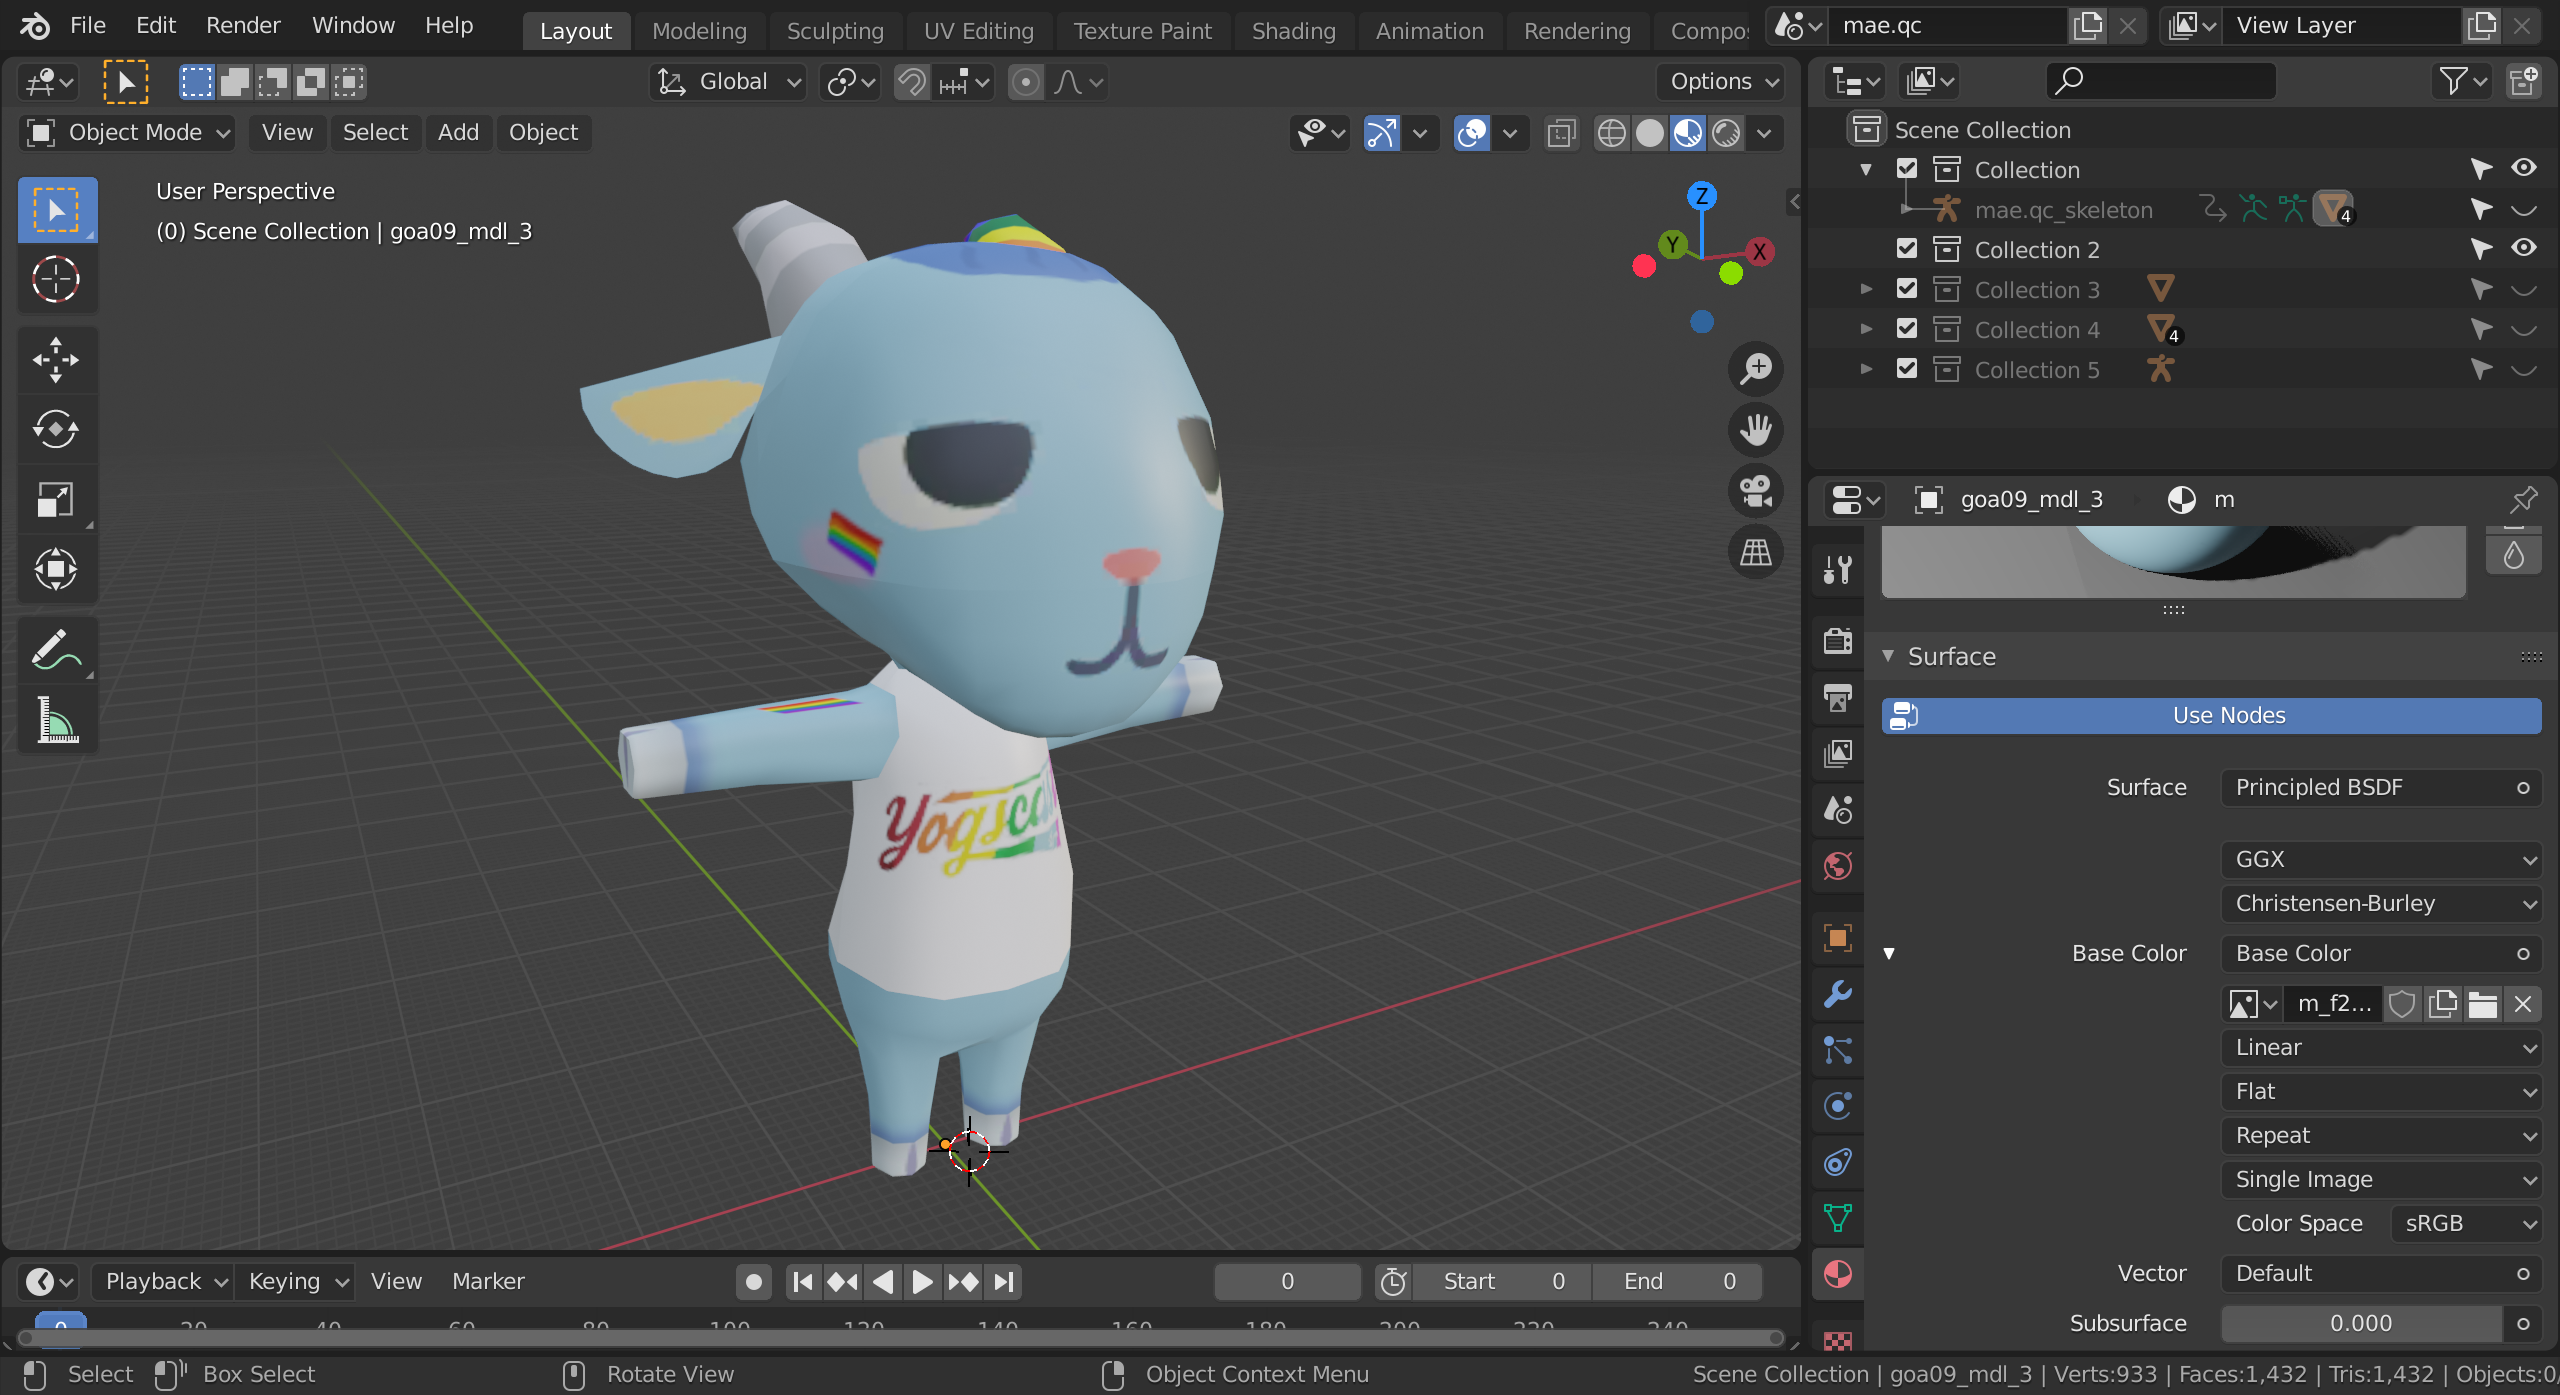 File Edit Render Window Help Layout Modeling Sculpting UV Editing Texture Paint Shading Animation Rendering mae.qc View Layer
Global Options
Object Mode View Select Add Object
User Perspective
(0) Scene Collection | goa09_mdl_3
Z
Y
X
Yogsca
Scene Collection
Collection
mae.qc_skeleton 4
Collection 2
Collection 3
Collection 4 4
Collection 5
goa09_mdl_3 m
Surface
Use Nodes
Surface Principled BSDF
GGX
Christensen-Burley
Base Color Base Color
m_f2...
Linear
Flat
Repeat
Single Image
Color Space sRGB
Vector Default
Subsurface 0.000
Playback Keying View Marker 0 Start 0 End 0
0 20 40 60 80 120 140 160 180 200 220 240
Select Box Select Rotate View Object Context Menu Scene Collection | goa09_mdl_3 | Verts:933 | Faces:1,432 | Tris:1,432 | Objects:0/